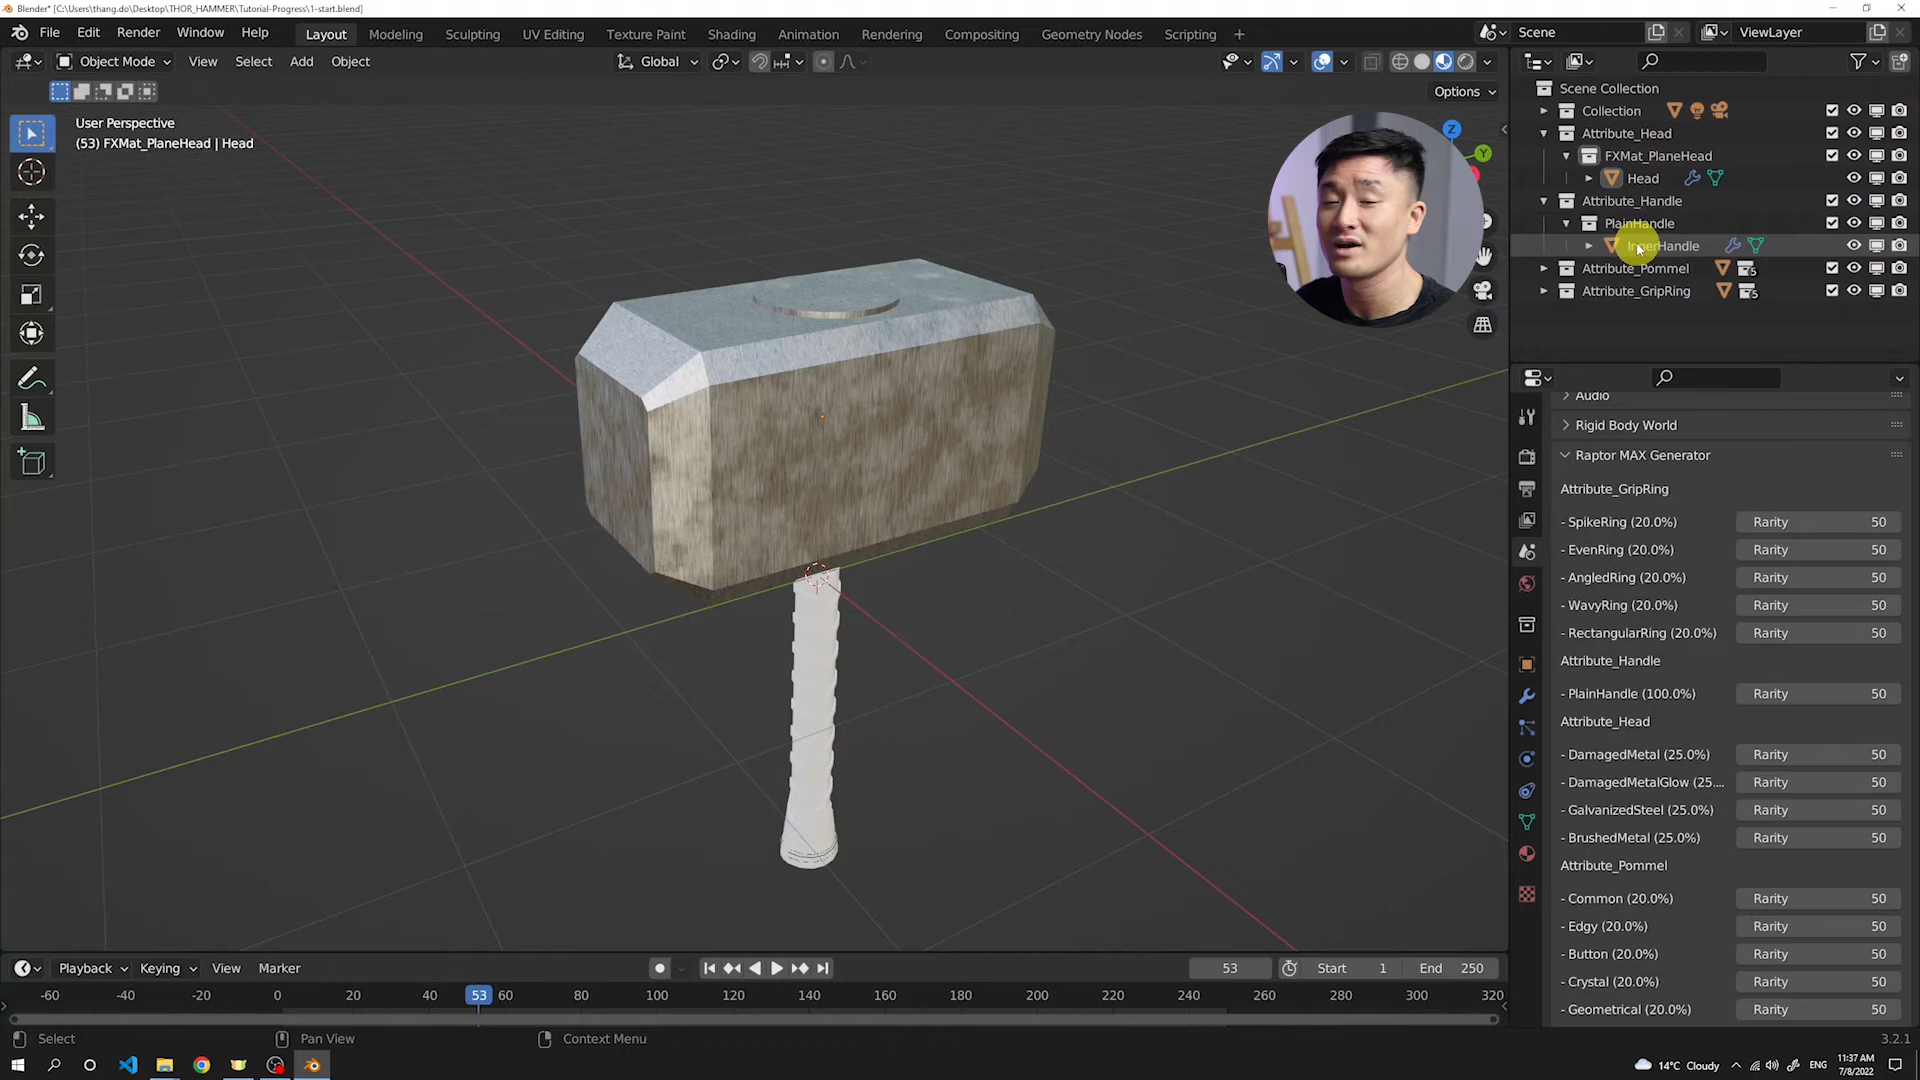 Blender* [C:\Users\thang.do\Desktop\THOR_HAMMER\Tutorial-Progress\1-start.blend]
File Edit Render Window Help Layout Modeling Sculpting UV Editing Texture Paint Shading Animation Rendering Compositing Geometry Nodes Scripting + Scene ViewLayer
Object Mode View Select Add Object Global
Options
User Perspective
(53) FXMat_PlaneHead | Head
Z
Y
Scene Collection
Collection
Attribute_Head
FXMat_PlaneHead
Head
Attribute_Handle
PlainHandle
InnerHandle
Attribute_Pommel 5
Attribute_GripRing 5
Audio
Rigid Body World
Raptor MAX Generator
Attribute_GripRing
- SpikeRing (20.0%) Rarity 50
- EvenRing (20.0%) Rarity 50
- AngledRing (20.0%) Rarity 50
- WavyRing (20.0%) Rarity 50
- RectangularRing (20.0%) Rarity 50
Attribute_Handle
- PlainHandle (100.0%) Rarity 50
Attribute_Head
- DamagedMetal (25.0%) Rarity 50
- DamagedMetalGlow (25.... Rarity 50
- GalvanizedSteel (25.0%) Rarity 50
- BrushedMetal (25.0%) Rarity 50
Attribute_Pommel
- Common (20.0%) Rarity 50
- Edgy (20.0%) Rarity 50
- Button (20.0%) Rarity 50
- Crystal (20.0%) Rarity 50
- Geometrical (20.0%) Rarity 50
Playback Keying View Marker 53 Start 1 End 250
-60 -40 -20 0 20 40 53 60 80 100 120 140 160 180 200 220 240 260 280 300 320
Select Pan View Context Menu 3.2.1
14°C Cloudy ENG 11:37 AM
7/8/2022